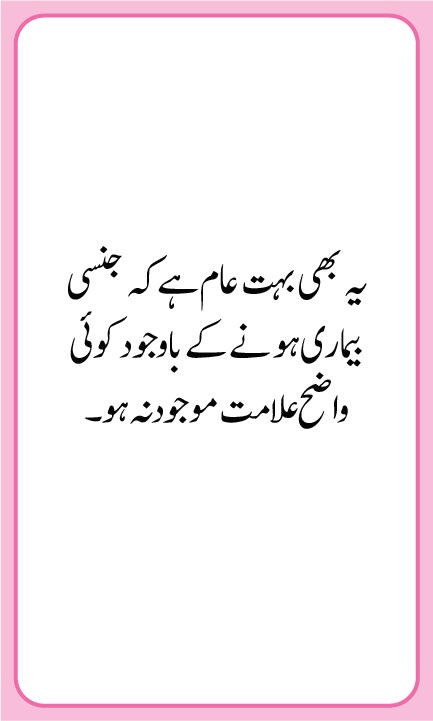 یہ بھی بہت عام ہے کہ جنسی
بیماری ہونے کے باوجود کوئی
واضح علامت موجود نہ ہو۔